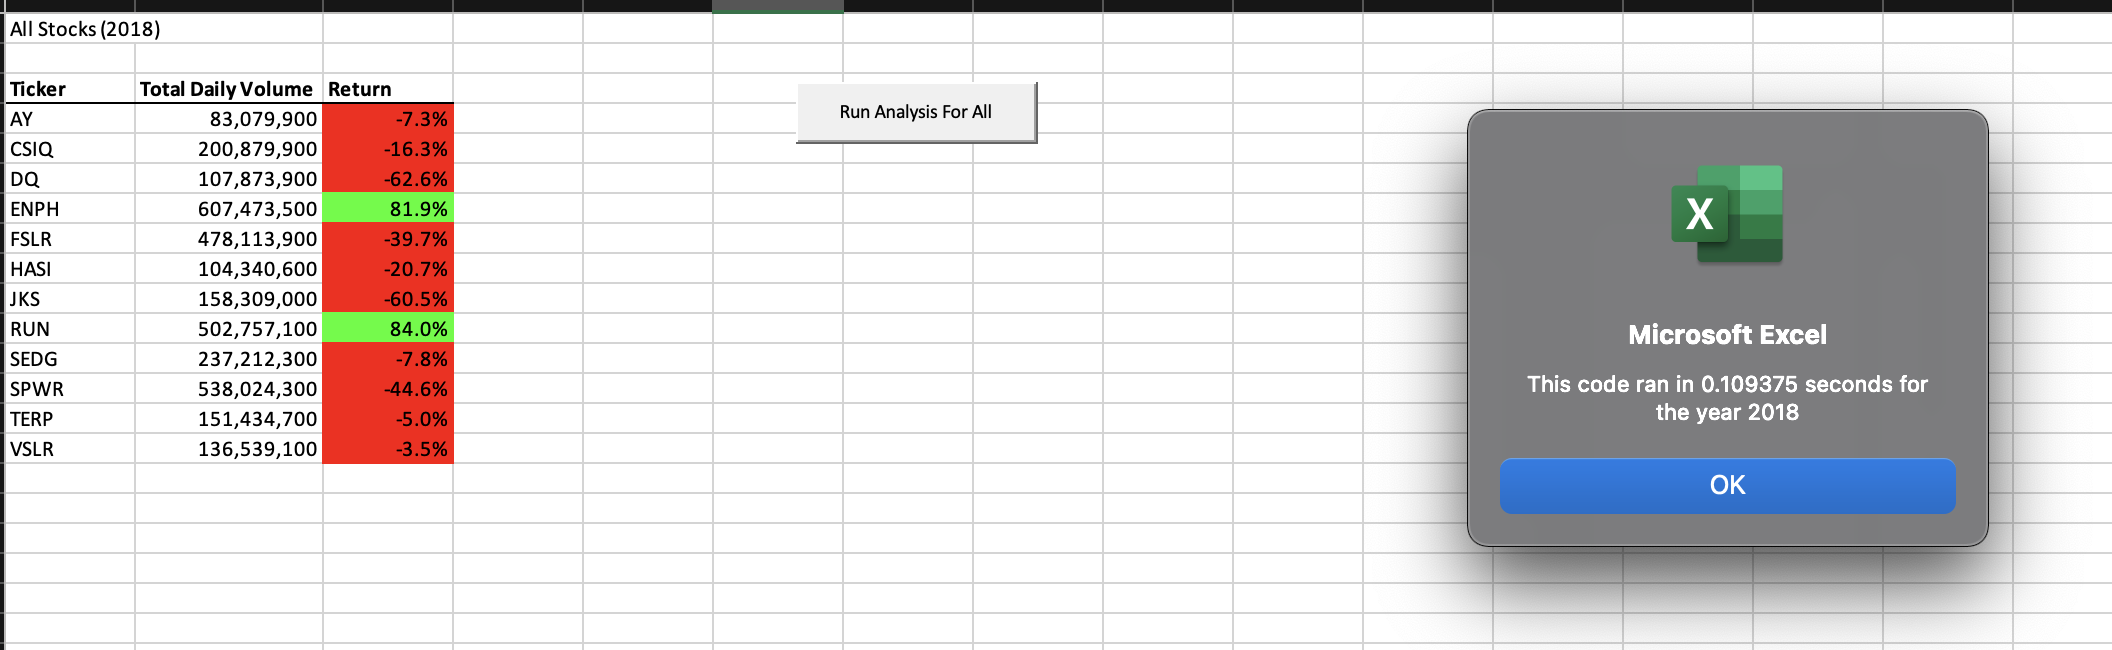 All Stocks (2018)
Ticker Total Daily Volume Return
AY 83,079,900 -7.3%
CSIQ 200,879,900 -16.3%
DQ 107,873,900 -62.6%
ENPH 607,473,500 81.9%
FSLR 478,113,900 -39.7%
HASI 104,340,600 -20.7%
JKS 158,309,000 -60.5%
RUN 502,757,100 84.0%
SEDG 237,212,300 -7.8%
SPWR 538,024,300 -44.6%
TERP 151,434,700 -5.0%
VSLR 136,539,100 -3.5%
Run Analysis For All
X
Microsoft Excel
This code ran in 0.109375 seconds for
the year 2018
OK